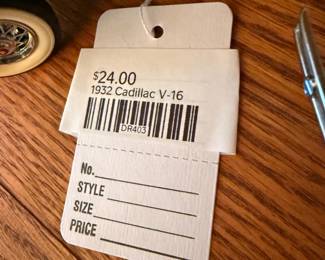 $24.00
1932 Cadillac V-16
DR403
No.
STYLE
SIZE
PRICE